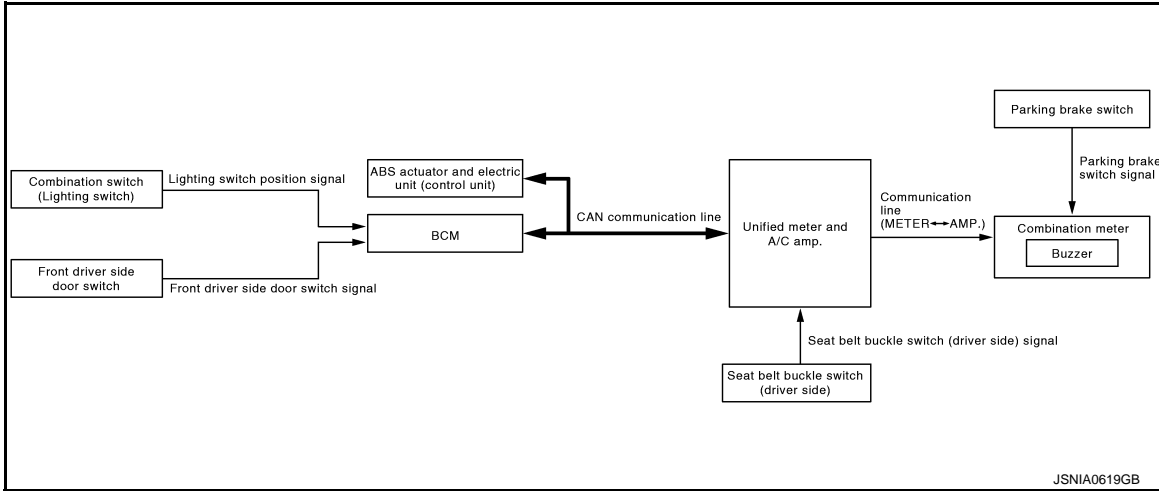 Parking brake switch
Parking brake
switch signal
ABS actuator and electric
unit (control unit)
Combination switch
(Lighting switch)
Lighting switch position signal
CAN communication line
BCM
Unified meter and
A/C amp.
Communication
line
(METER↔AMP.)
Combination meter
Buzzer
Front driver side
door switch
Front driver side door switch signal
Seat belt buckle switch (driver side) signal
Seat belt buckle switch
(driver side)
JSNIA0619GB